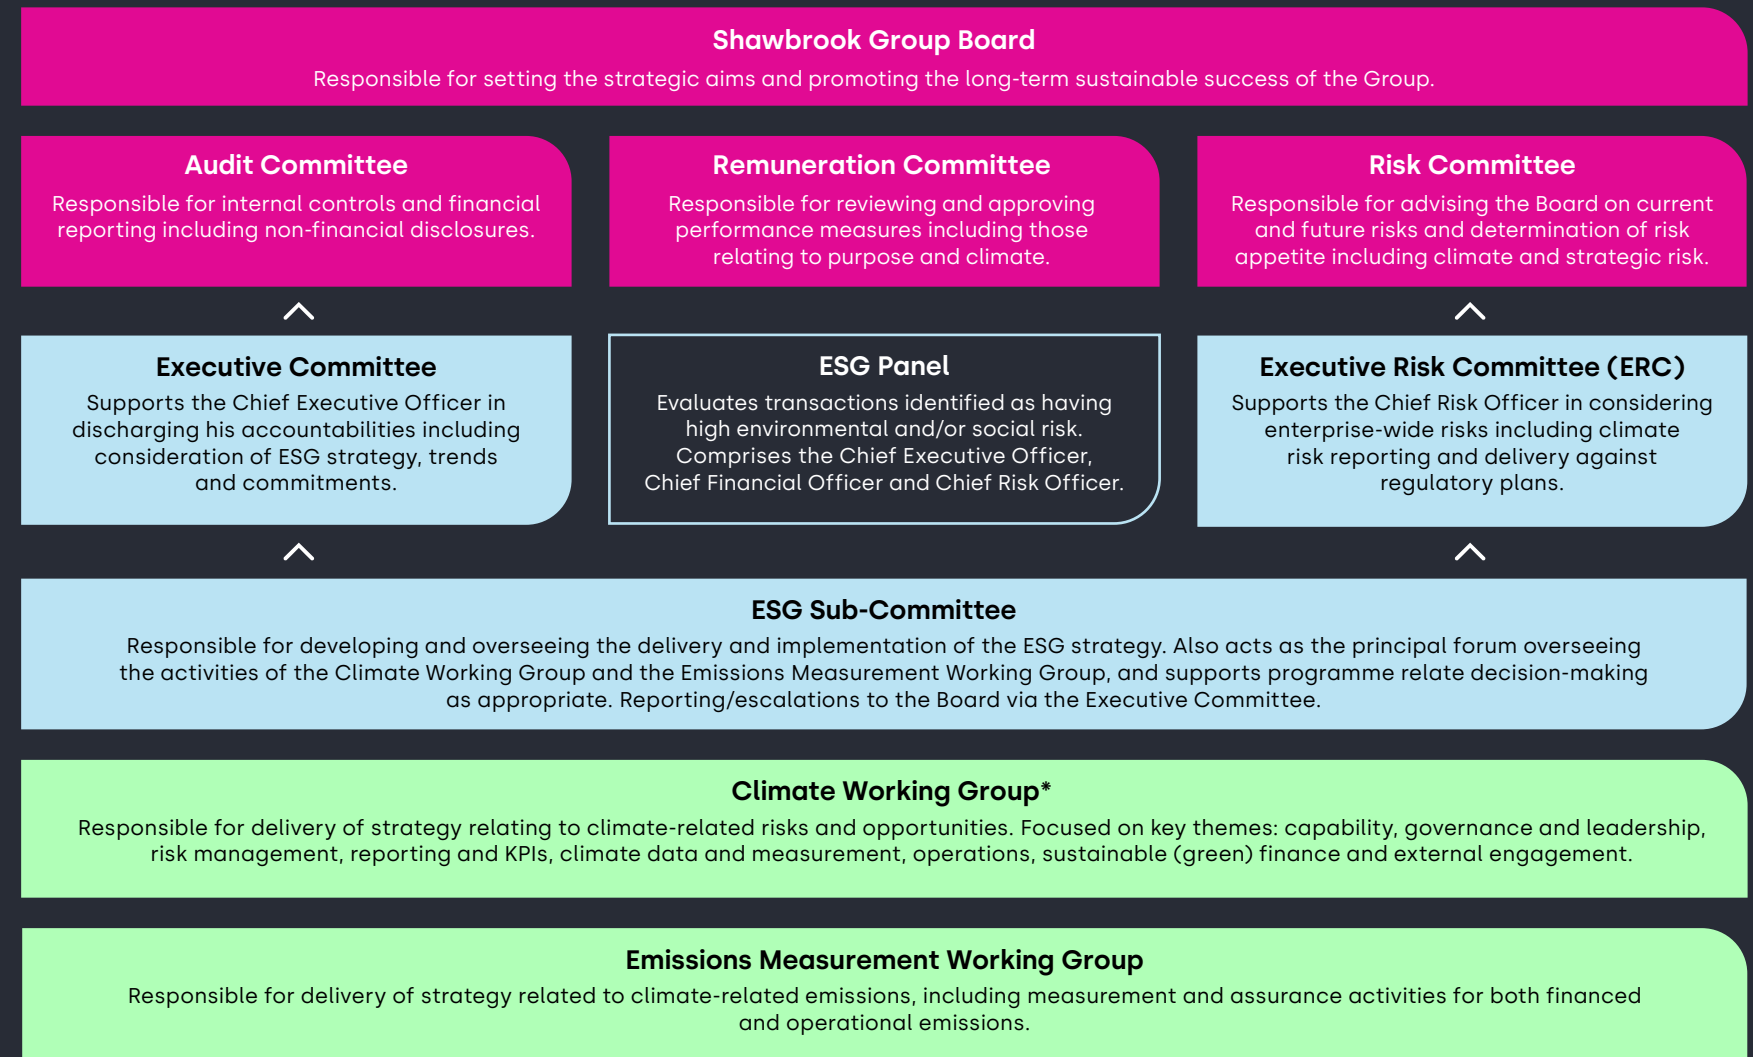 Shawbrook Group Board
Responsible for setting the strategic aims and promoting the long-term sustainable success of the Group.
Audit Committee
Responsible for internal controls and financial
reporting including non-financial disclosures.
Remuneration Committee
Responsible for reviewing and approving
performance measures including those
relating to purpose and climate.
Risk Committee
Responsible for advising the Board on current
and future risks and determination of risk
appetite including climate and strategic risk.
Executive Committee
Supports the Chief Executive Officer in
discharging his accountabilities including
consideration of ESG strategy, trends
and commitments.
ESG Panel
Evaluates transactions identified as having
high environmental and/or social risk.
Comprises the Chief Executive Officer,
Chief Financial Officer and Chief Risk Officer.
Executive Risk Committee (ERC)
Supports the Chief Risk Officer in considering
enterprise-wide risks including climate
risk reporting and delivery against
regulatory plans.
ESG Sub-Committee
Responsible for developing and overseeing the delivery and implementation of the ESG strategy. Also acts as the principal forum overseeing
the activities of the Climate Working Group and the Emissions Measurement Working Group, and supports programme relate decision-making
as appropriate. Reporting/escalations to the Board via the Executive Committee.
Climate Working Group*
Responsible for delivery of strategy relating to climate-related risks and opportunities. Focused on key themes: capability, governance and leadership,
risk management, reporting and KPIs, climate data and measurement, operations, sustainable (green) finance and external engagement.
Emissions Measurement Working Group
Responsible for delivery of strategy related to climate-related emissions, including measurement and assurance activities for both financed
and operational emissions.